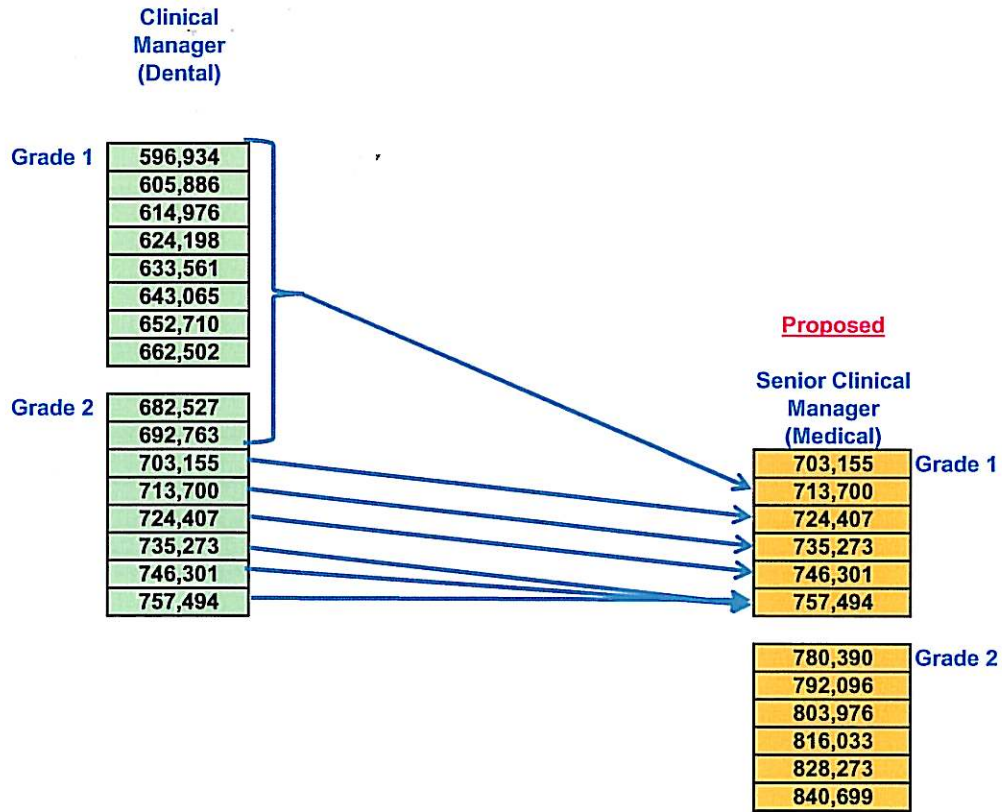 Clinical
Manager
(Dental)
Grade 1
596,934
605,886
614,976
624,198
633,561
643,065
652,710
662,502
Grade 2
682,527
692,763
703,155
713,700
724,407
735,273
746,301
757,494
Proposed
Senior Clinical
Manager
(Medical)
703,155 Grade 1
713,700
724,407
735,273
746,301
757,494
780,390 Grade 2
792,096
803,976
816,033
828,273
840,699